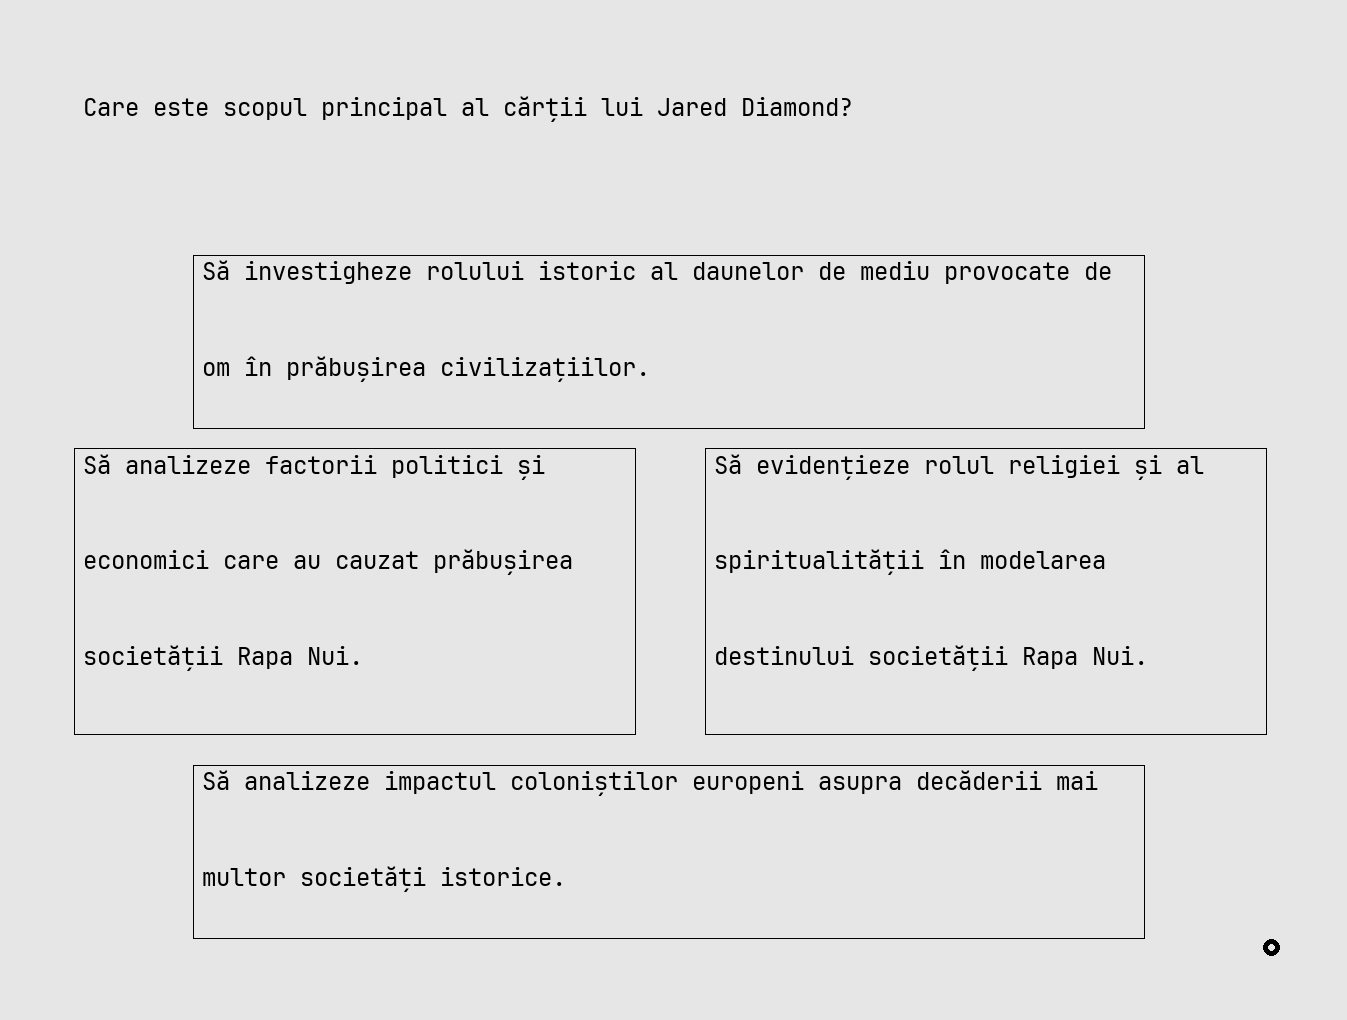 Care este scopul principal al cărții lui Jared Diamond?
Să investigheze rolului istoric al daunelor de mediu provocate de
om în prăbușirea civilizațiilor.
Să analizeze factorii politici și
economici care au cauzat prăbușirea
societății Rapa Nui.
Să evidențieze rolul religiei și al
spiritualității în modelarea
destinului societății Rapa Nui.
Să analizeze impactul coloniștilor europeni asupra decăderii mai
multor societăți istorice.